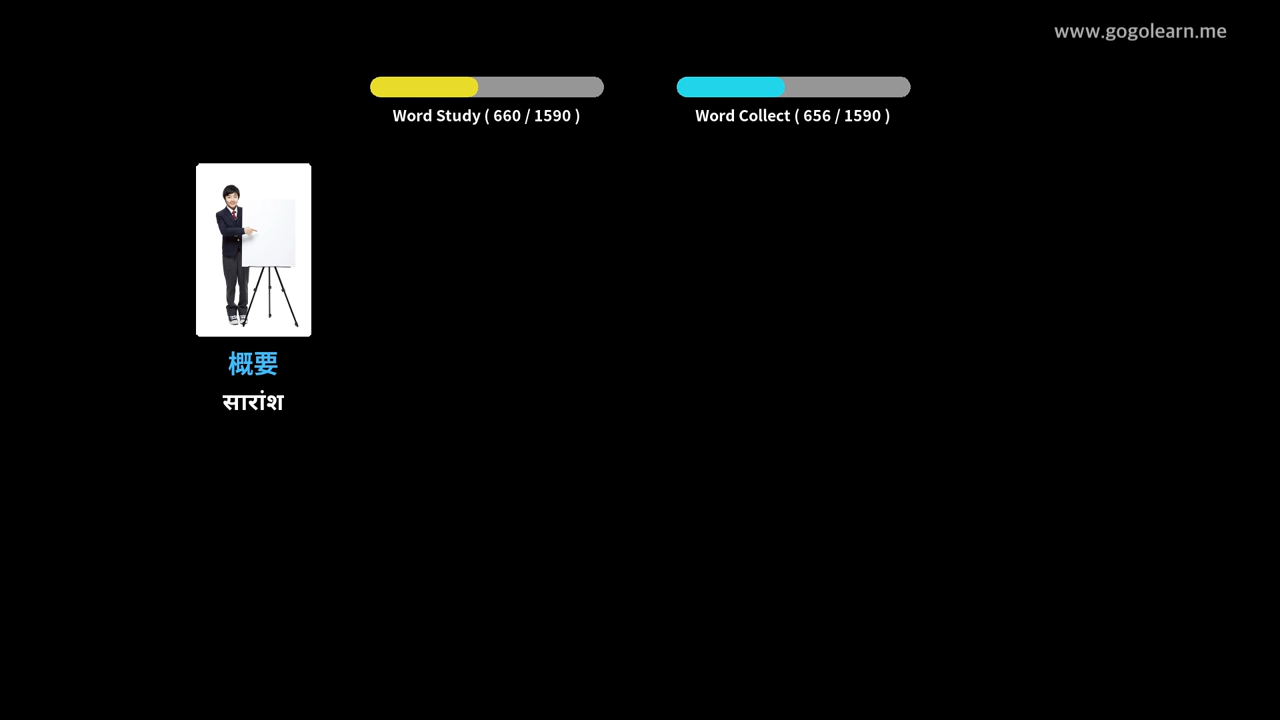 www.gogolearn.me
Word Study ( 660 / 1590 )
Word Collect ( 656 / 1590 )
概要
सारांश